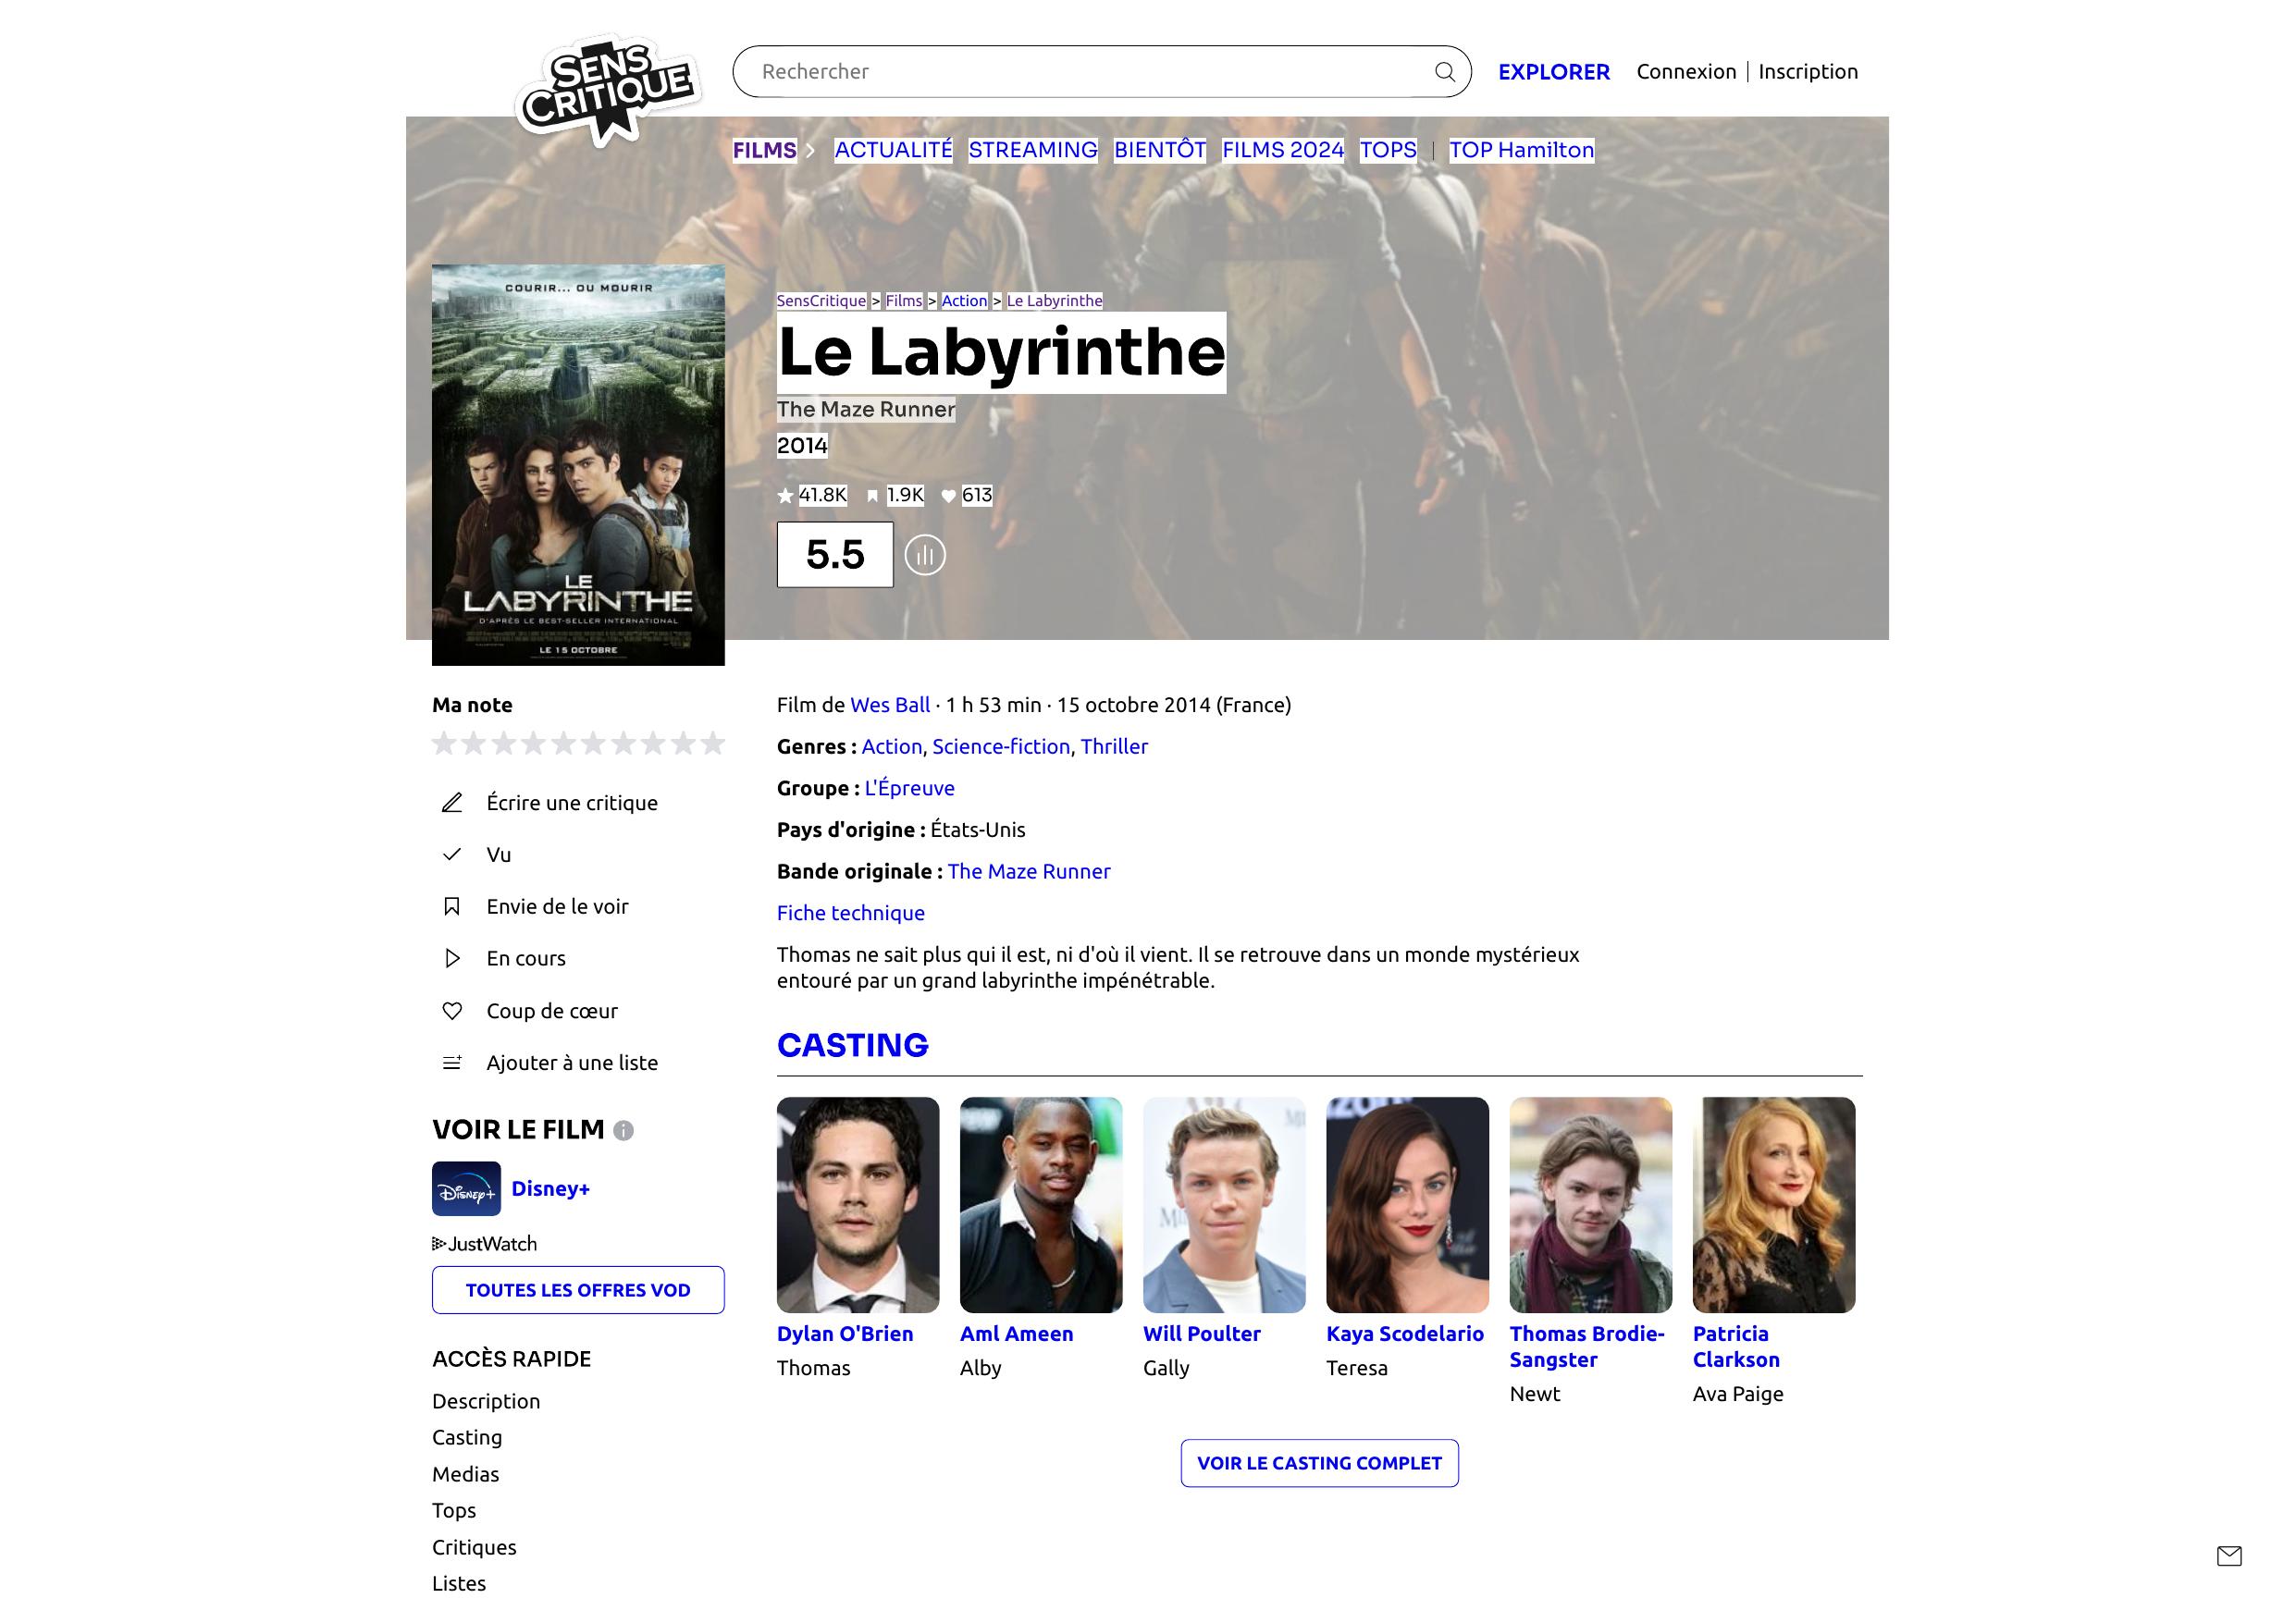 SENS
CRITIQUE
Rechercher
EXPLORER
Connexion | Inscription
FILMS
ACTUALITÉ
STREAMING
BIENTÔT
FILMS 2024
TOPS
TOP Hamilton
COURIR... OU MOURIR
LE
LABYRINTHE
D'APRÈS LE BEST-SELLER INTERNATIONAL
LE 15 OCTOBRE
SensCritique > Films > Action > Le Labyrinthe
Le Labyrinthe
The Maze Runner
2014
41.8K 1.9K 613
5.5
Ma note
Écrire une critique
Vu
Envie de le voir
En cours
Coup de cœur
Ajouter à une liste
VOIR LE FILM
Disney+
Disney+
JustWatch
TOUTES LES OFFRES VOD
ACCÈS RAPIDE
Description
Casting
Medias
Tops
Critiques
Listes
Film de Wes Ball · 1 h 53 min · 15 octobre 2014 (France)
Genres : Action, Science-fiction, Thriller
Groupe : L'Épreuve
Pays d'origine : États-Unis
Bande originale : The Maze Runner
Fiche technique
Thomas ne sait plus qui il est, ni d'où il vient. Il se retrouve dans un monde mystérieux
entouré par un grand labyrinthe impénétrable.
CASTING
Dylan O'Brien
Thomas
Aml Ameen
Alby
Will Poulter
Gally
Kaya Scodelario
Teresa
Thomas Brodie-
Sangster
Newt
Patricia
Clarkson
Ava Paige
VOIR LE CASTING COMPLET